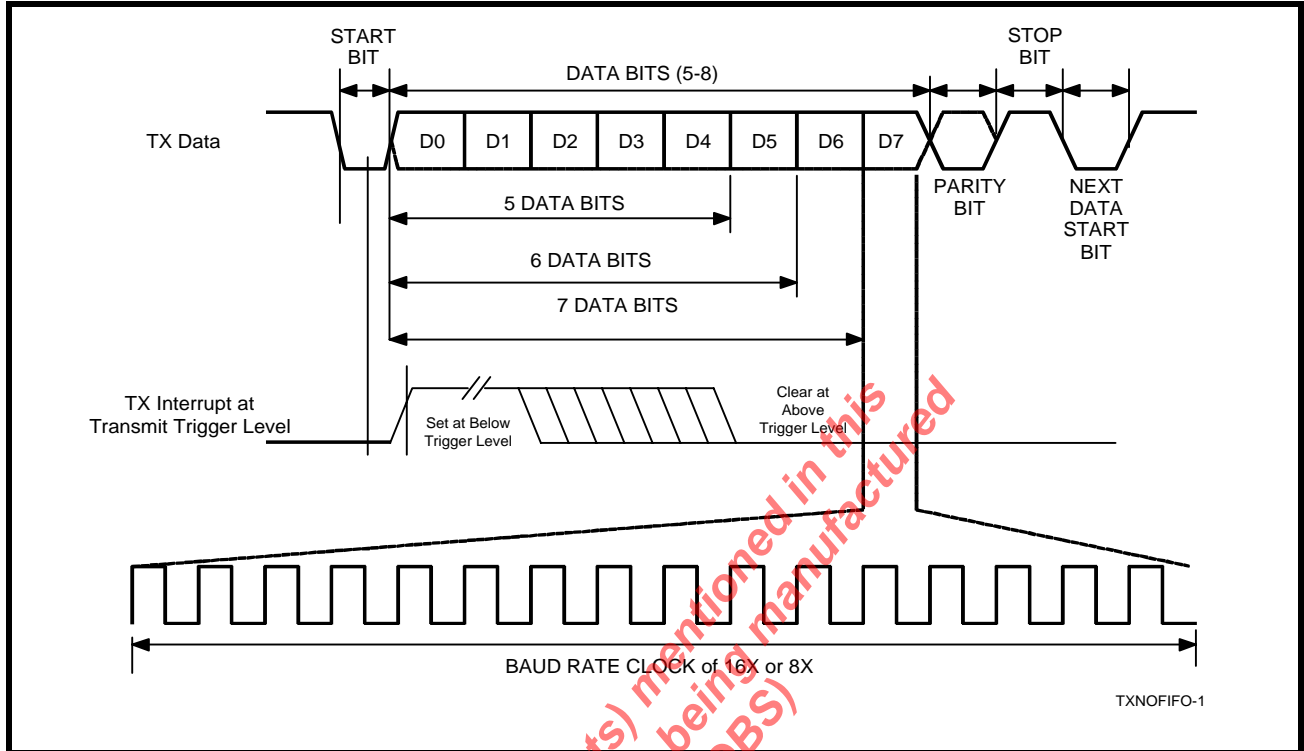 START
BIT
STOP
BIT
DATA BITS (5-8)
TX Data
D0 D1 D2 D3 D4 D5 D6 D7
PARITY
BIT
NEXT
DATA
START
BIT
5 DATA BITS
6 DATA BITS
7 DATA BITS
TX Interrupt at
Transmit Trigger Level
Set at Below
Trigger Level
Clear at
Above
Trigger Level
BAUD RATE CLOCK of 16X or 8X
TXNOFIFO-1
ts) mentioned in this
being manufactured
OBS)